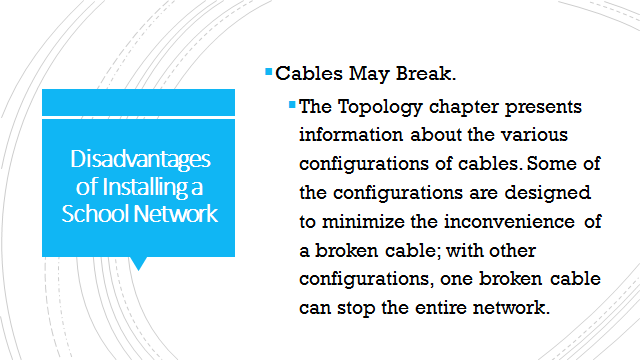 Disadvantages
of Installing a
School Network
Cables May Break.
The Topology chapter presents
information about the various
configurations of cables. Some of
the configurations are designed
to minimize the inconvenience of
a broken cable; with other
configurations, one broken cable
can stop the entire network.